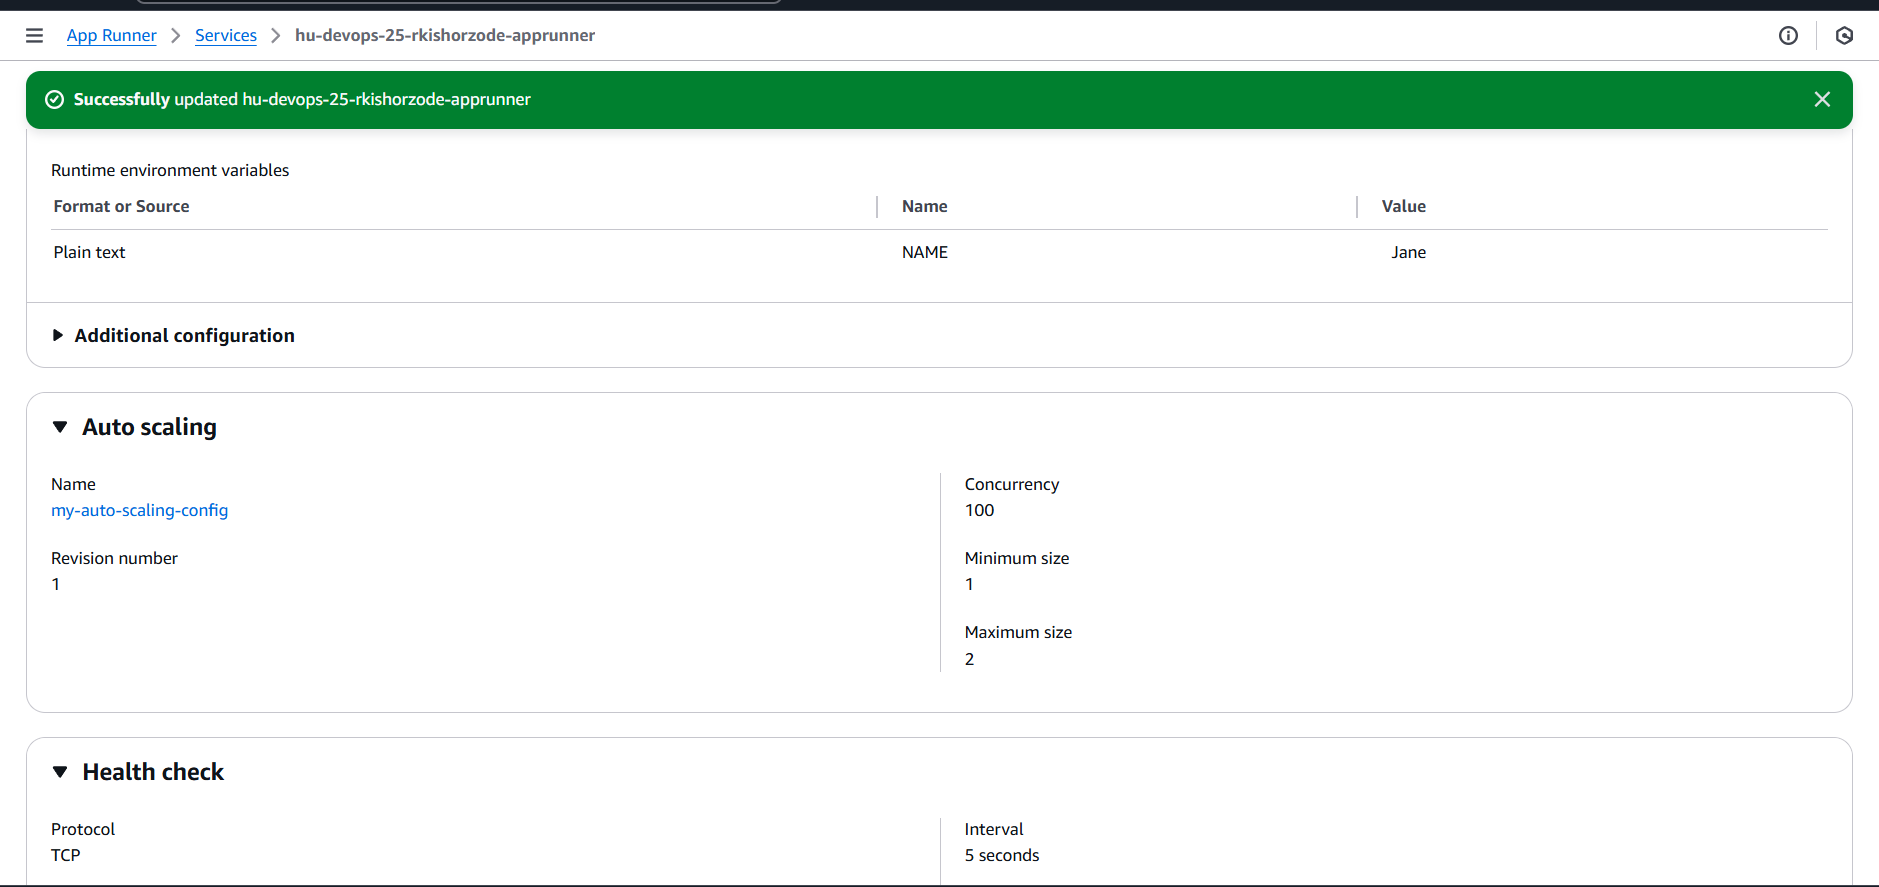 App Runner > Services > hu-devops-25-rkishorzode-apprunner
Successfully updated hu-devops-25-rkishorzode-apprunner
Runtime environment variables
Format or Source Name Value
Plain text NAME Jane
Additional configuration
Auto scaling
Name
my-auto-scaling-config
Revision number
1
Concurrency
100
Minimum size
1
Maximum size
2
Health check
Protocol
TCP
Interval
5 seconds